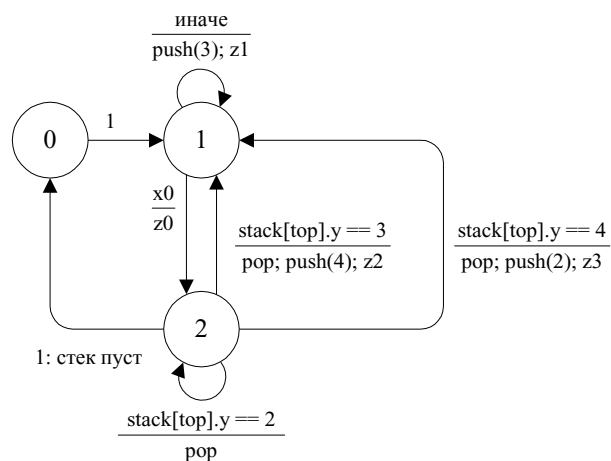 иначе
push(3); z1
0
1
1
x0
z0
stack[top].y == 3
pop; push(4); z2
stack[top].y == 4
pop; push(2); z3
2
1: стек пуст
stack[top].y == 2
pop